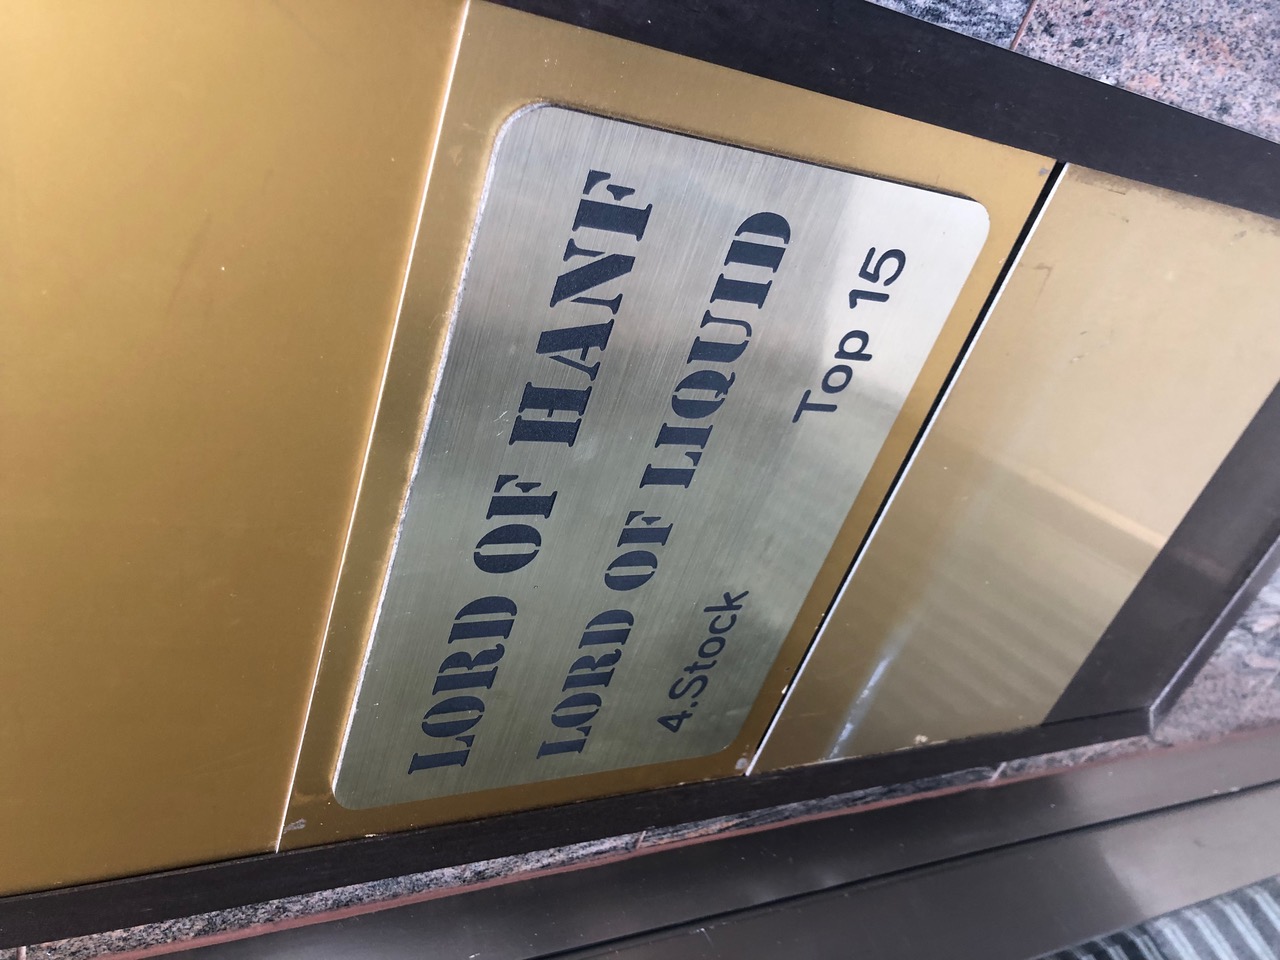 LORD OF HANF
LORD OF LIQUID
4.Stock Top 15